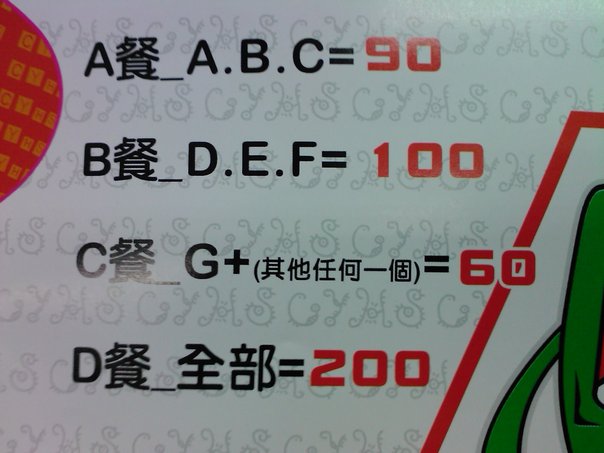 A餐_A.B.C=90
B餐_D.E.F= 100
C餐_G+(其他任何一個)=60
D餐_全部=200